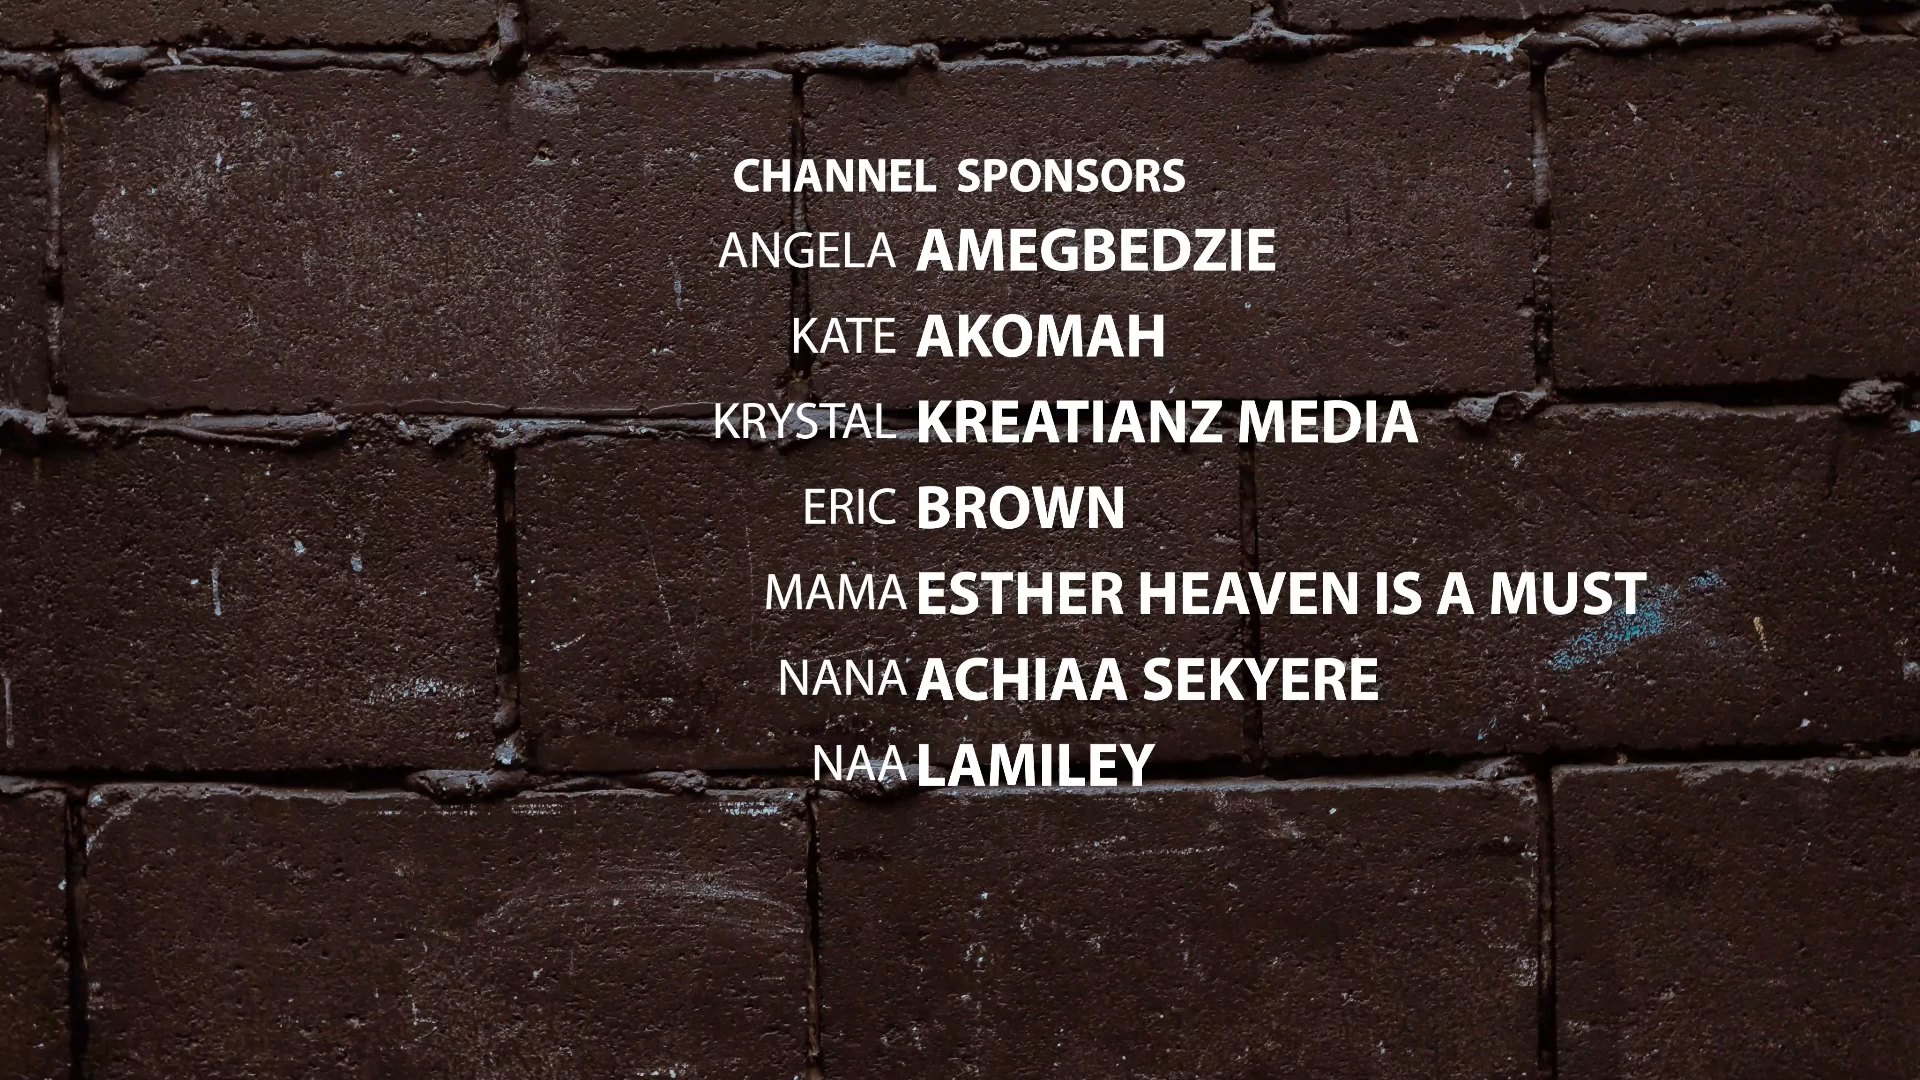 CHANNEL SPONSORS
ANGELA AMEGBEDZIE
KATE AKOMAH
KRYSTAL KREATIANZ MEDIA
ERIC BROWN
MAMA ESTHER HEAVEN IS A MUST
NANA ACHIAA SEKYERE
NAA LAMILEY